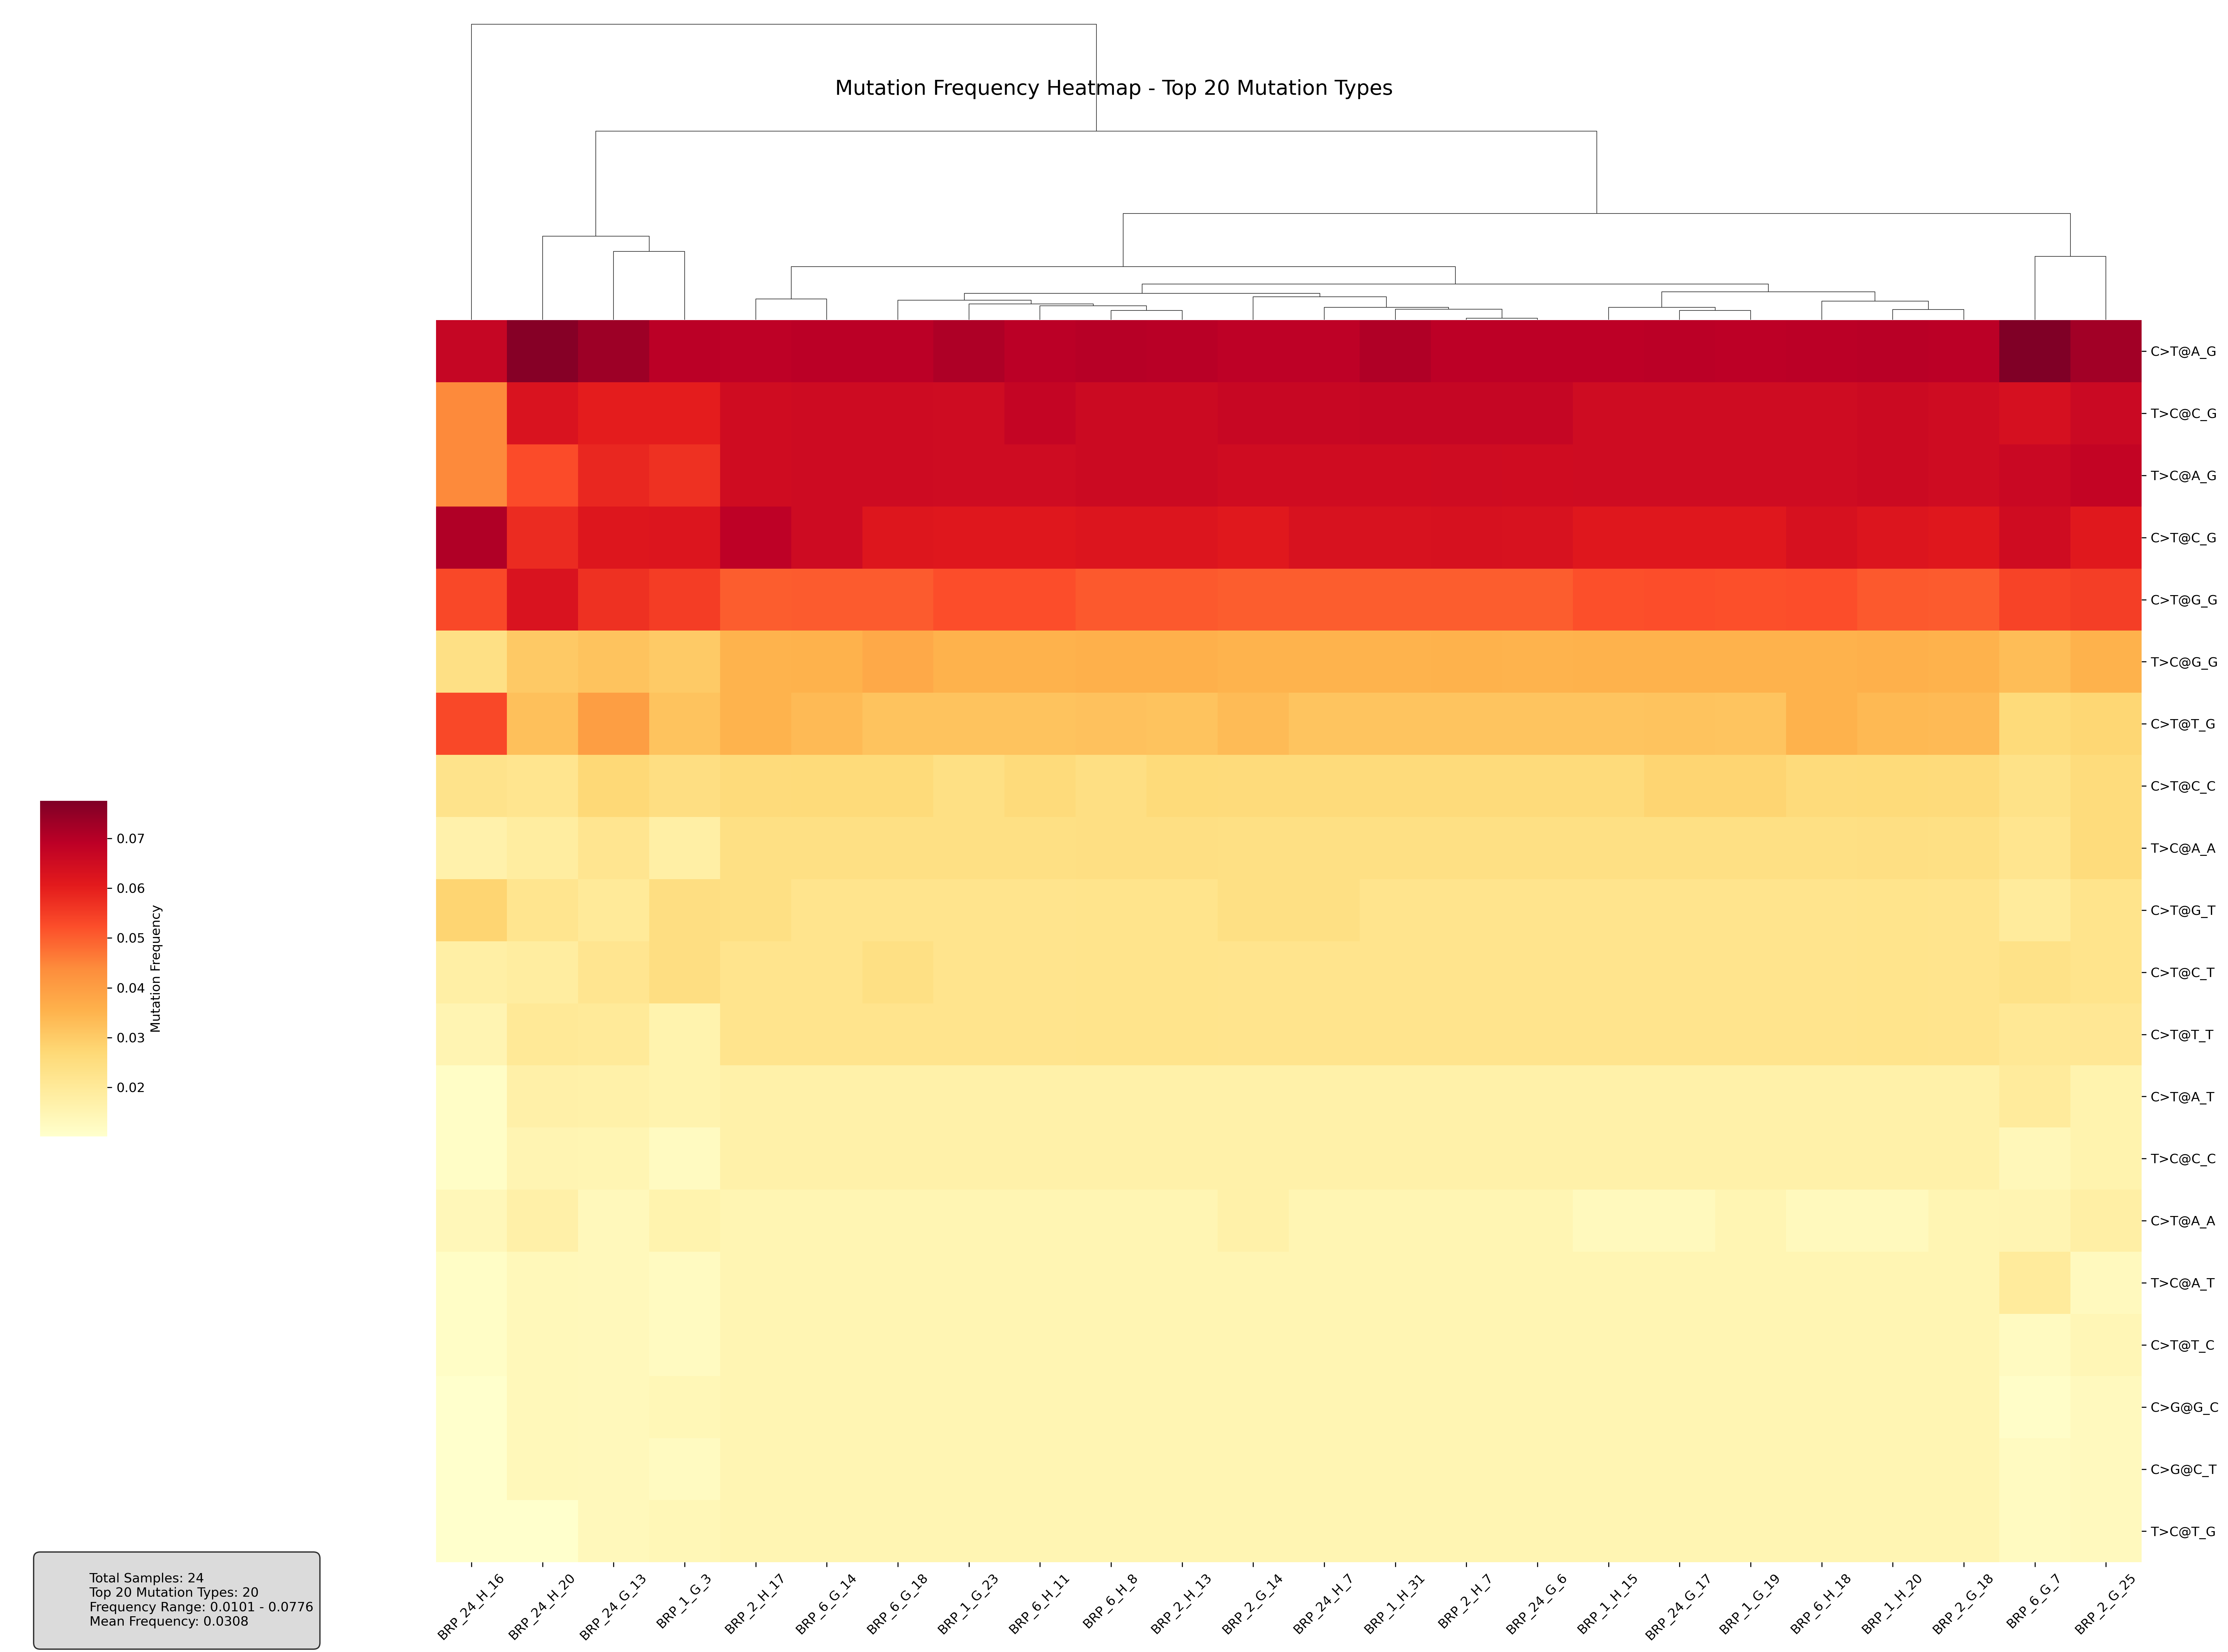 Mutation Frequency Heatmap - Top 20 Mutation Types
C>T@A_G
T>C@C_G
T>C@A_G
C>T@C_G
C>T@G_G
T>C@G_G
C>T@T_G
C>T@C_C
T>C@A_A
C>T@G_T
C>T@C_T
C>T@T_T
C>T@A_T
T>C@C_C
C>T@A_A
T>C@A_T
C>T@T_C
C>G@G_C
C>G@C_T
T>C@T_G
0.07
0.06
0.05
0.04
0.03
0.02
Mutation Frequency
BRP_24_H_16
BRP_24_H_20
BRP_24_G_13
BRP_1_G_3
BRP_2_H_17
BRP_6_G_14
BRP_6_G_18
BRP_1_G_23
BRP_6_H_11
BRP_6_H_8
BRP_2_H_13
BRP_2_G_14
BRP_24_H_7
BRP_1_H_31
BRP_2_H_7
BRP_24_G_6
BRP_1_H_15
BRP_24_G_17
BRP_1_G_19
BRP_6_H_18
BRP_1_H_20
BRP_2_G_18
BRP_6_G_7
BRP_2_G_25
Total Samples: 24
Top 20 Mutation Types: 20
Frequency Range: 0.0101 - 0.0776
Mean Frequency: 0.0308